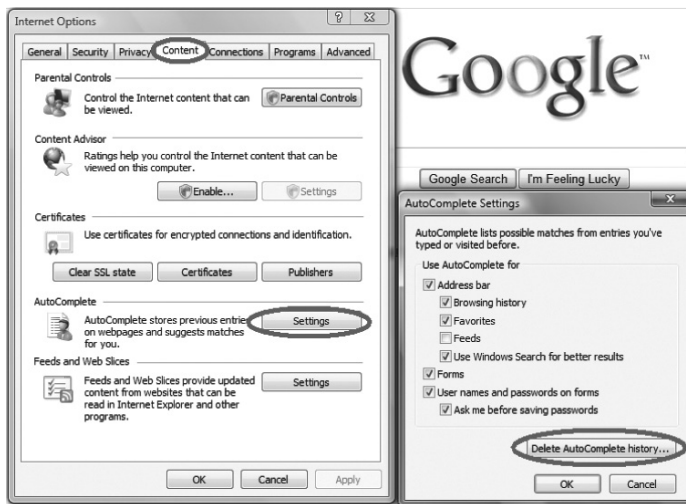 Internet Options
General Security Privacy Content Connections Programs Advanced
Parental Controls
Control the Internet content that can
be viewed.
Parental Controls
Content Advisor
Ratings help you control the Internet content that can be
viewed on this computer.
Enable...
Settings
Certificates
Use certificates for encrypted connections and identification.
Clear SSL state
Certificates
Publishers
AutoComplete
AutoComplete stores previous entries
on webpages and suggests matches
for you.
Settings
Feeds and Web Slices
Feeds and Web Slices provide updated
content from websites that can be
read in Internet Explorer and other
programs.
Settings
OK
Cancel
Apply
Google™
Google Search
I'm Feeling Lucky
AutoComplete Settings
AutoComplete lists possible matches from entries you've
typed or visited before.
Use AutoComplete for
Address bar
Browsing history
Favorites
Feeds
Use Windows Search for better results
Forms
User names and passwords on forms
Ask me before saving passwords
Delete AutoComplete history...
OK
Cancel